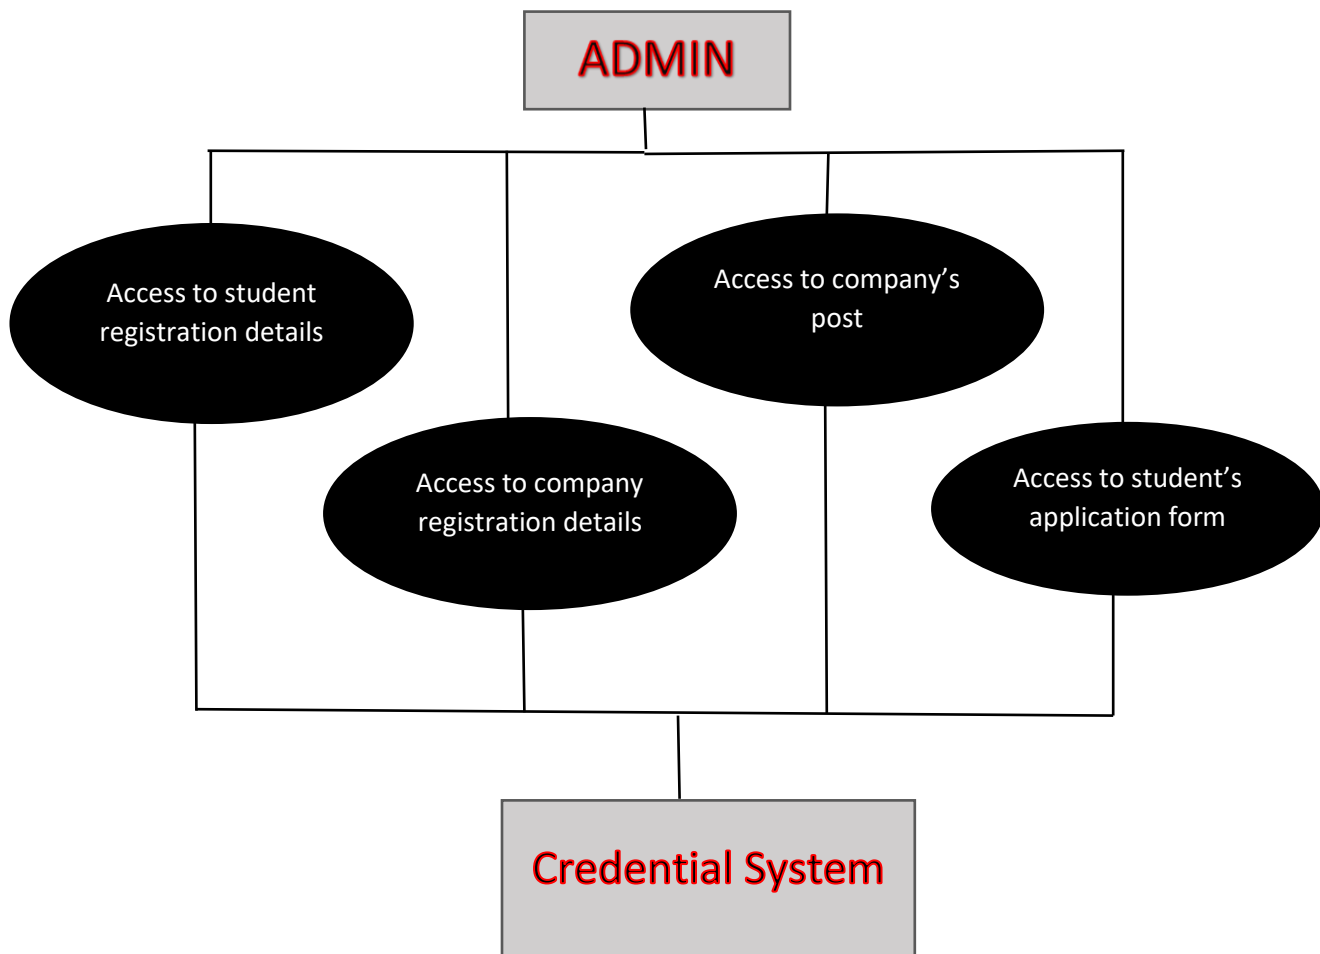 ADMIN
Access to student
registration details
Access to company’s
post
Access to company
registration details
Access to student’s
application form
Credential System